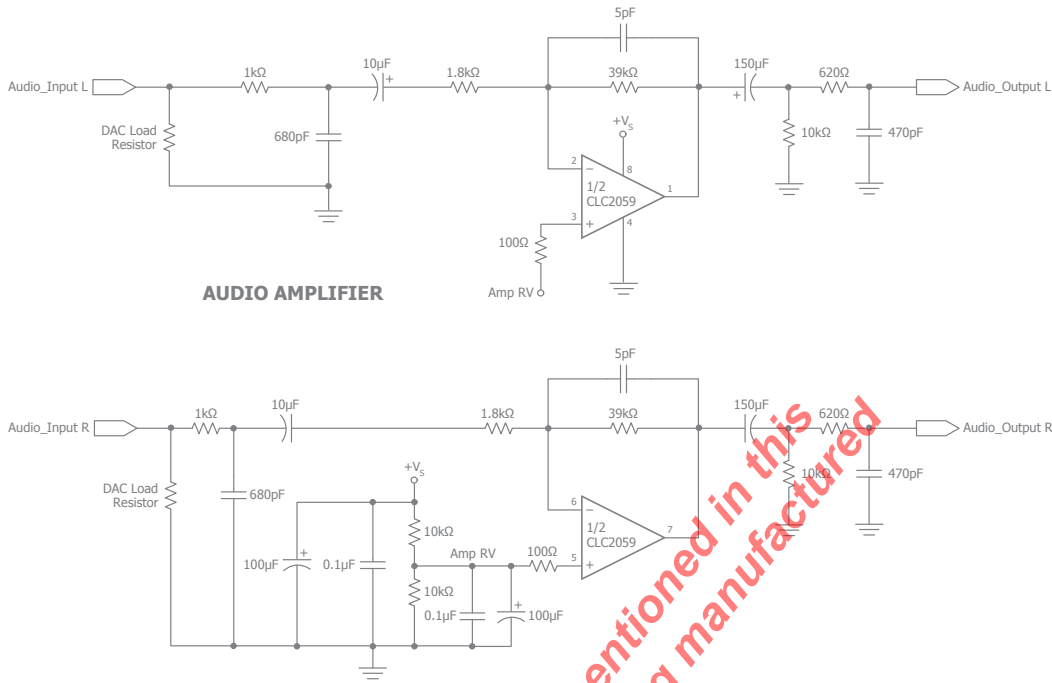 5pF
Audio_Input L
1kΩ
10µF
+
1.8kΩ
39kΩ
150µF
+
620Ω
Audio_Output L
DAC Load
Resistor
680pF
+Vs
10kΩ
470pF
2
−
8
1/2
CLC2059
1
3
+
4
100Ω
Amp RV
AUDIO AMPLIFIER
5pF
Audio_Input R
1kΩ
10µF
1.8kΩ
39kΩ
150µF
620Ω
Audio_Output R
DAC Load
Resistor
680pF
+Vs
10kΩ
470pF
10kΩ
6
−
1/2
CLC2059
7
100µF
+
0.1µF
Amp RV
100Ω
5
+
10kΩ
0.1µF
+
100µF
mentioned in this
manufactured